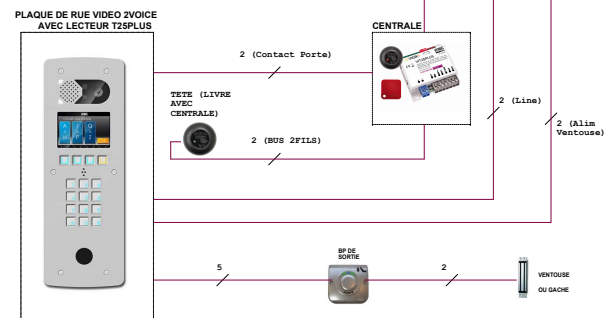 PLAQUE DE RUE VIDEO 2VOICE
AVEC LECTEUR T25PLUS
CENTRALE
2 (Contact Porte)
TETE (LIVRE
AVEC
CENTRALE)
2 (BUS 2FILS)
2 (Line)
2 (Alim
Ventouse)
BP DE
SORTIE
5
2
VENTOUSE
OU GACHE